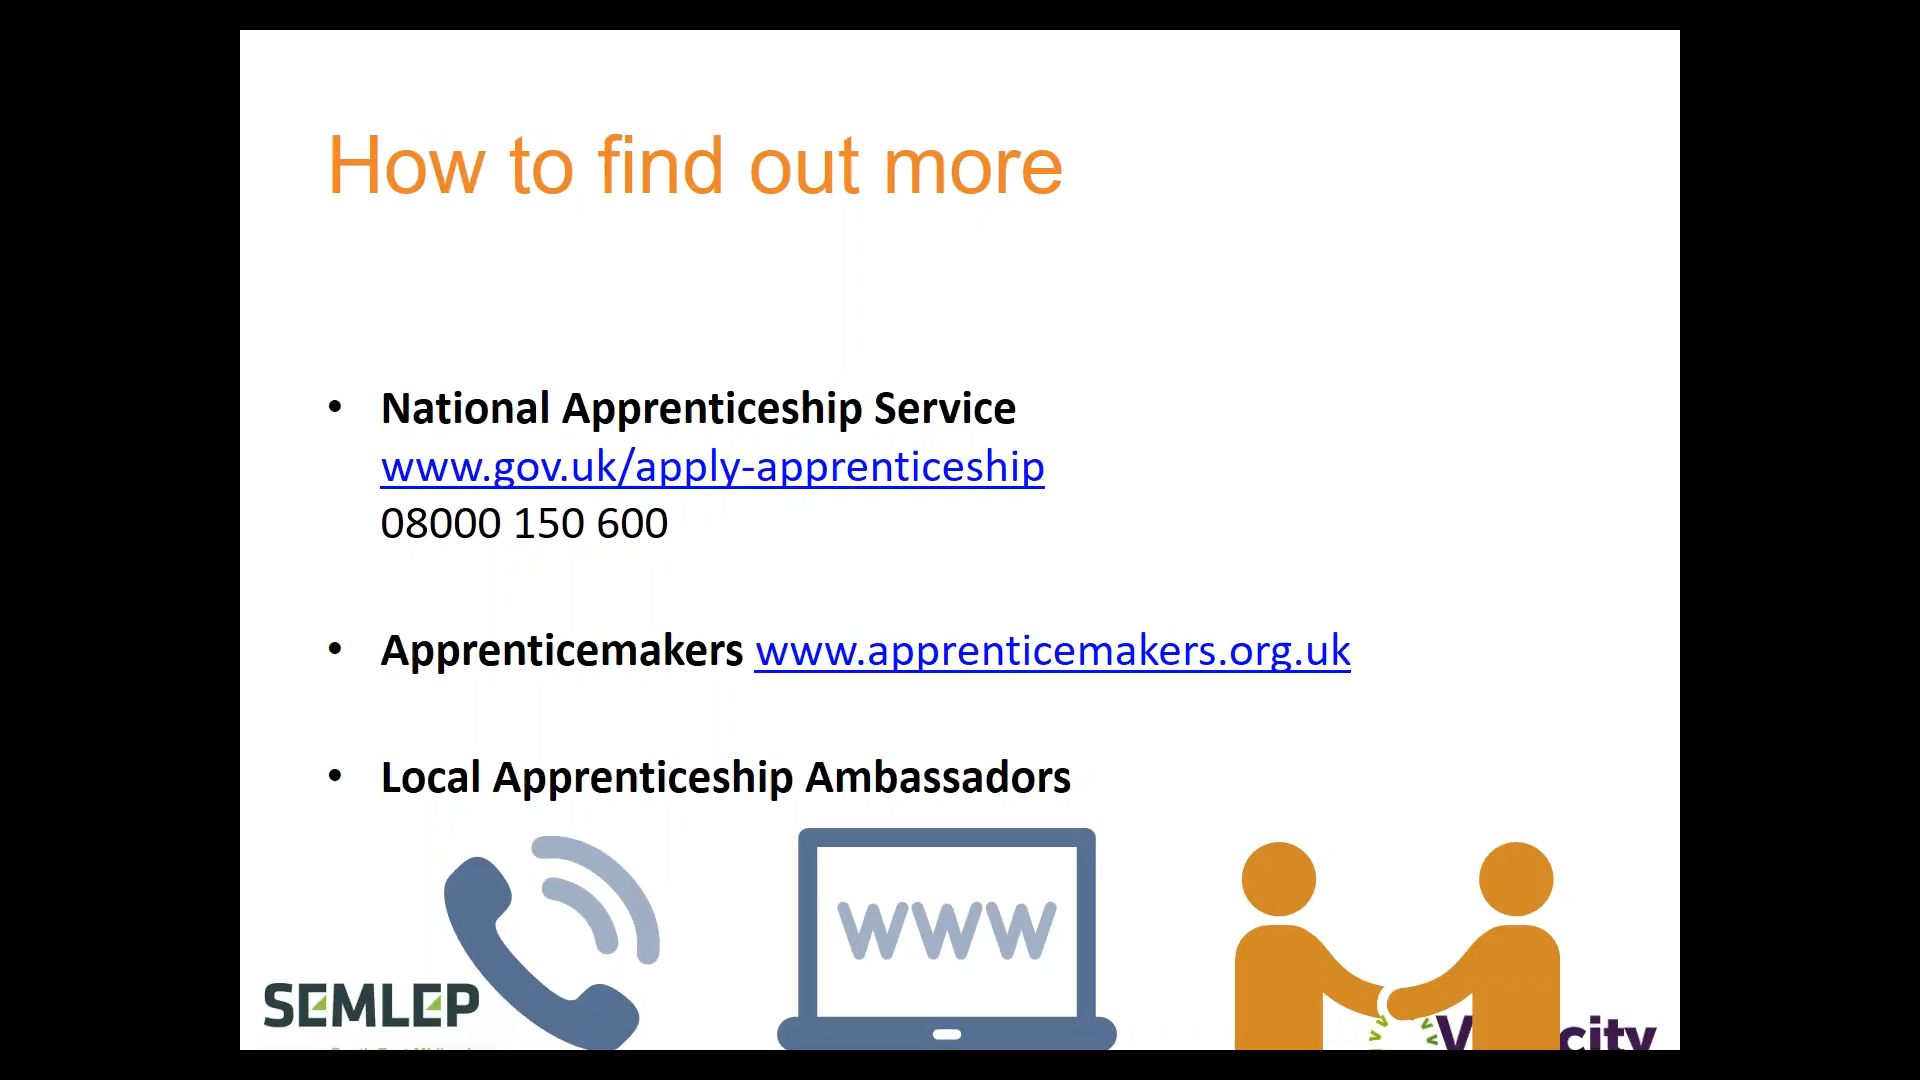 How to find out more
• National Apprenticeship Service
www.gov.uk/apply-apprenticeship
08000 150 600
• Apprenticemakers www.apprenticemakers.org.uk
• Local Apprenticeship Ambassadors
www
SEMLEP